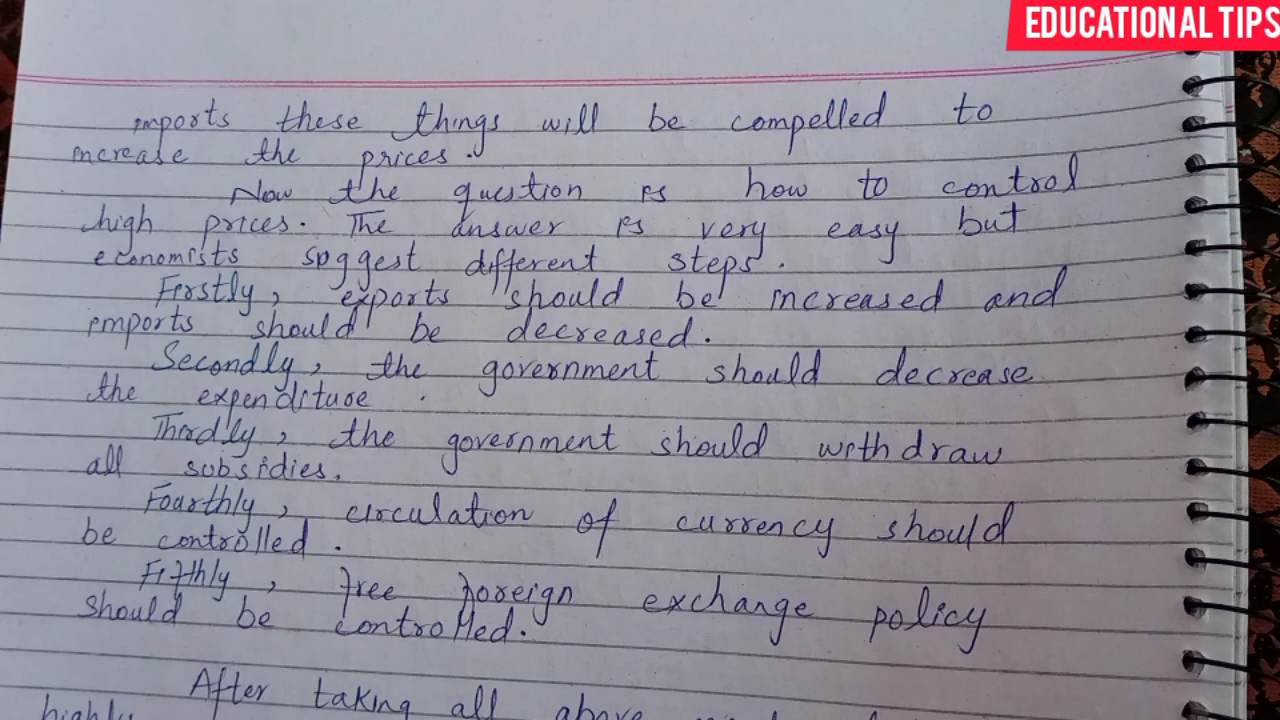 EDUCATIONAL TIPS
imports these things will be compelled to
increase the prices.
Now the question is how to control
high prices. The answer is very easy but
economists suggest different steps.
Firstly, exports should be increased and
imports should be decreased.
Secondly, the government should decrease
the expenditure.
Thirdly, the government should withdraw
all subsidies.
Fourthly, circulation of currency should
be controlled.
Fifthly, free foreign exchange policy
should be controlled.
After taking all above
highly